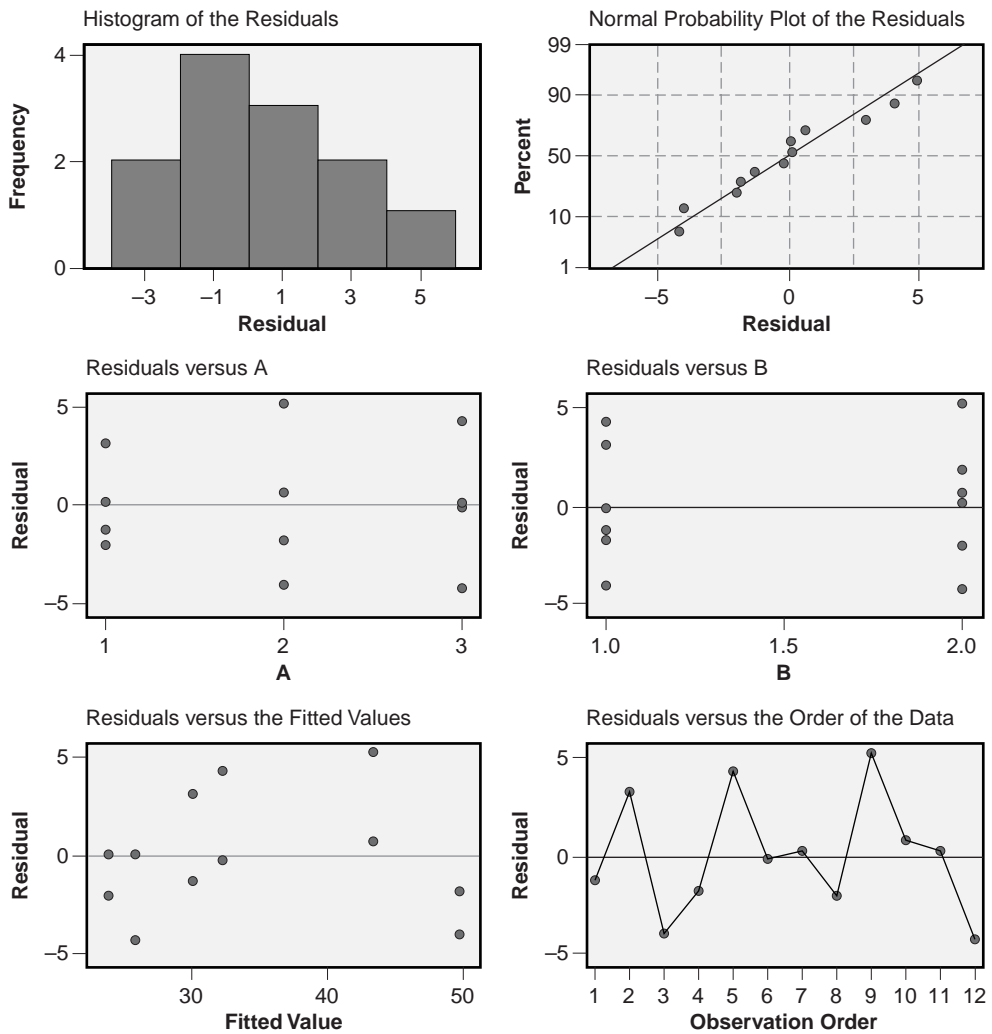 Histogram of the Residuals
4
2
0
Frequency
–3 –1 1 3 5
Residual
Normal Probability Plot of the Residuals
99
90
50
10
1
Percent
–5 0 5
Residual
Residuals versus A
5
0
–5
Residual
1 2 3
A
Residuals versus B
5
0
–5
Residual
1.0 1.5 2.0
B
Residuals versus the Fitted Values
5
0
–5
Residual
30 40 50
Fitted Value
Residuals versus the Order of the Data
5
0
–5
Residual
1 2 3 4 5 6 7 8 9 10 11 12
Observation Order